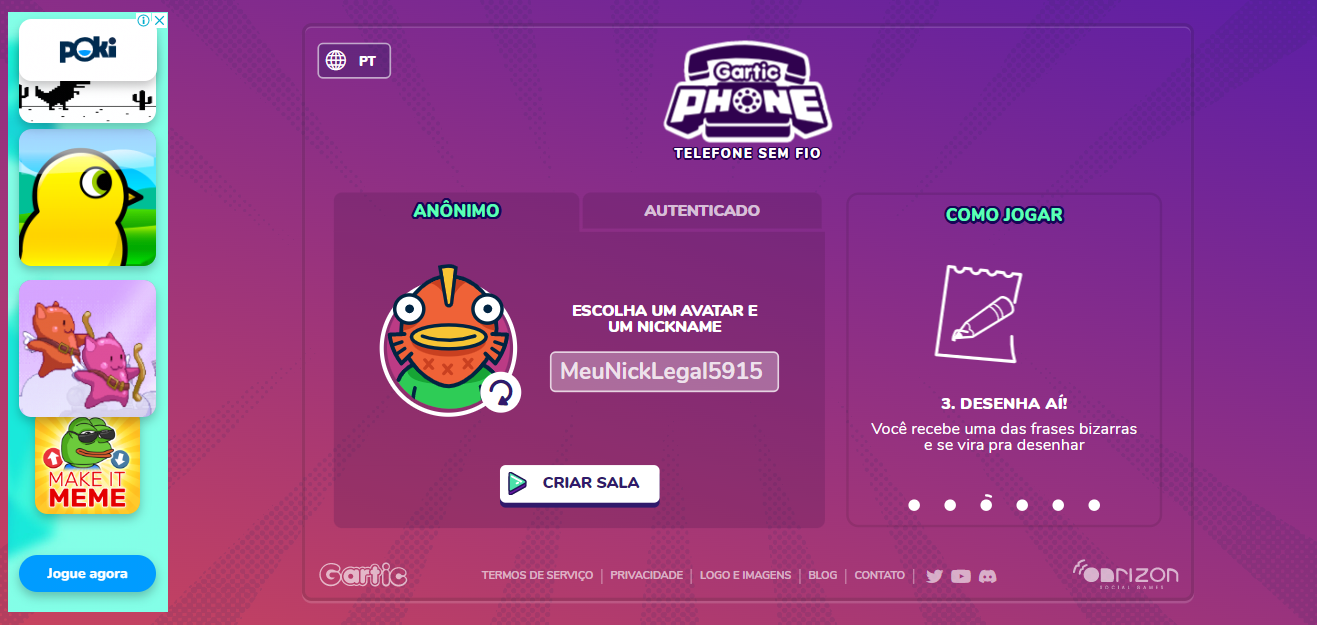 poki
MAKE IT
MEME
Jogue agora
PT
Gartic
PHONE
TELEFONE SEM FIO
ANÔNIMO
AUTENTICADO
ESCOLHA UM AVATAR E
UM NICKNAME
MeuNickLegal5915
CRIAR SALA
COMO JOGAR
3. DESENHA AÍ!
Você recebe uma das frases bizarras
e se vira pra desenhar
Gartic
TERMOS DE SERVIÇO | PRIVACIDADE | LOGO E IMAGENS | BLOG | CONTATO |
ONRIZON
SOCIAL GAMES